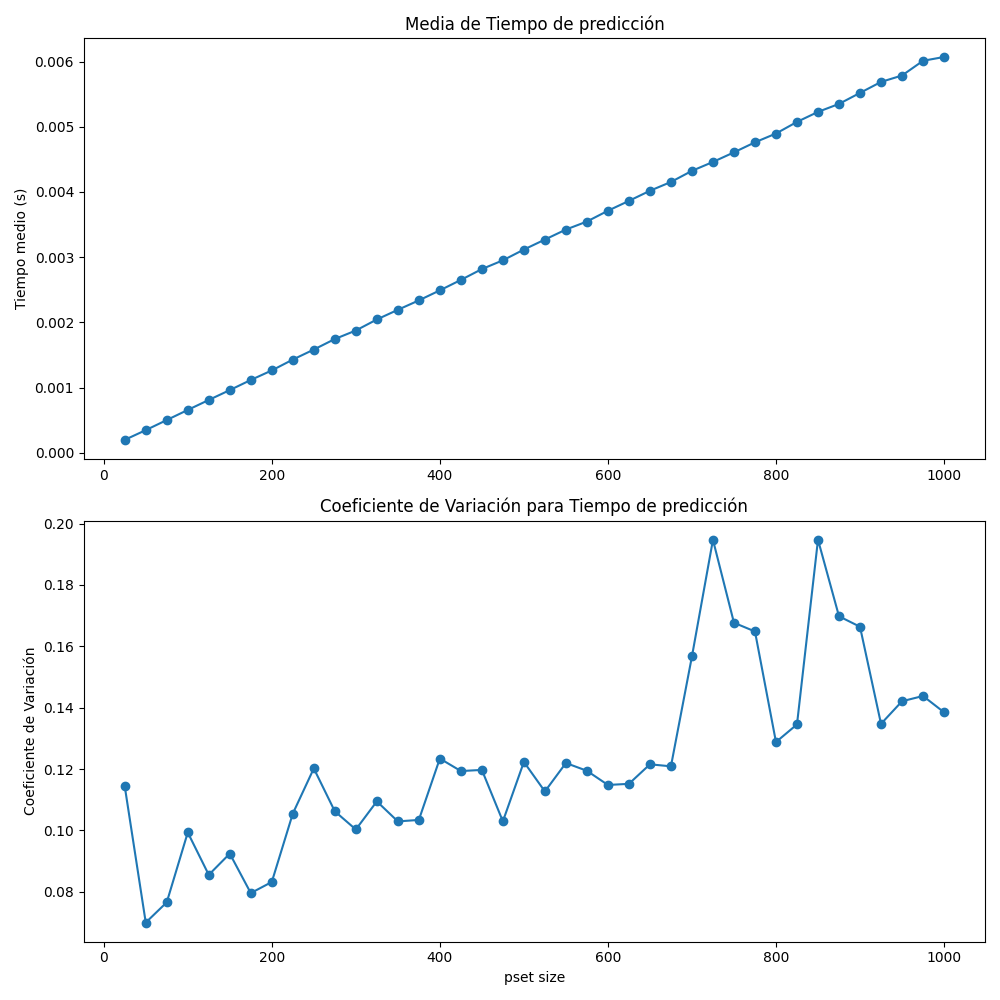 Media de Tiempo de predicción
0.006
0.005
0.004
0.003
0.002
0.001
0.000
Tiempo medio (s)
0 200 400 600 800 1000
Coeficiente de Variación para Tiempo de predicción
0.20
0.18
0.16
0.14
0.12
0.10
0.08
Coeficiente de Variación
0 200 400 600 800 1000
pset size